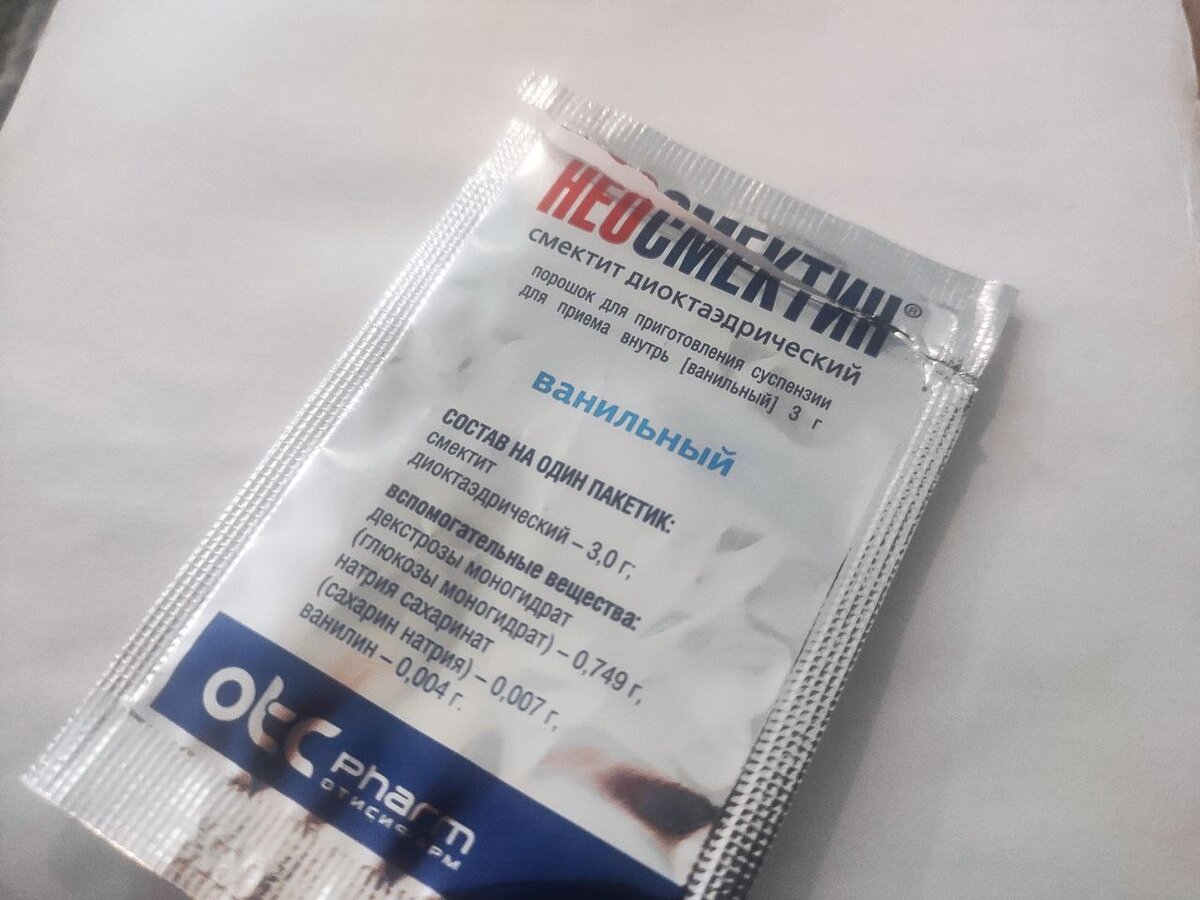 НЕОСМЕКТИН®
смектит диоктаэдрический
порошок для приготовления суспензии
для приема внутрь [ванильный] 3 г
ванильный
СОСТАВ НА ОДИН ПАКЕТИК:
смектит
диоктаэдрический – 3,0 г;
вспомогательные вещества:
декстрозы моногидрат
(глюкозы моногидрат) – 0,749 г,
натрия сахаринат
(сахарин натрия) – 0,007 г,
ванилин – 0,004 г.
otc pharm
ОТИСИФАРМ